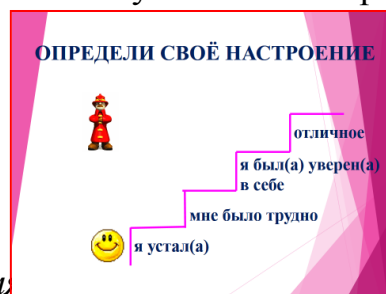 ОПРЕДЕЛИ СВОЁ НАСТРОЕНИЕ
отличное
я был(а) уверен(а)
в себе
мне было трудно
я устал(а)